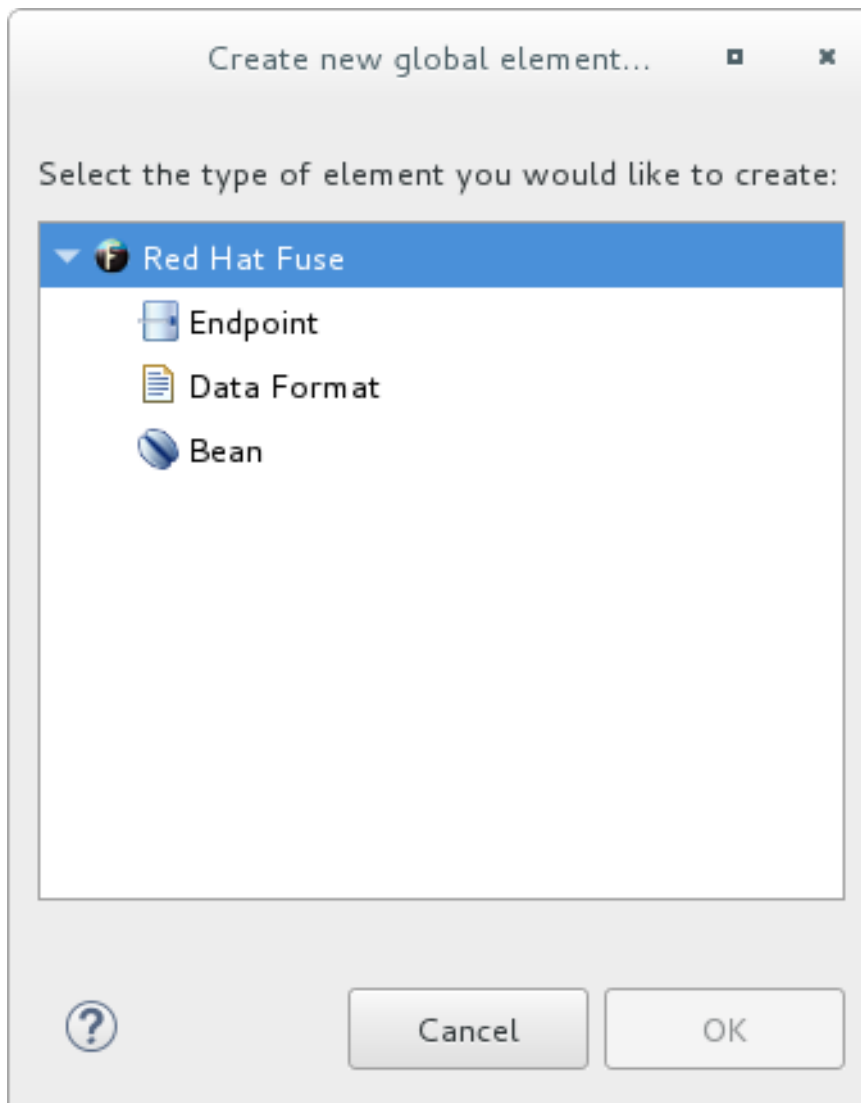 Create new global element...
Select the type of element you would like to create:
Red Hat Fuse
Endpoint
Data Format
Bean
?
Cancel
OK